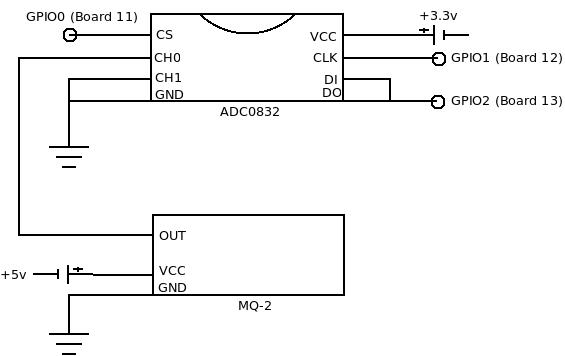 GPIO0 (Board 11)
+3.3v
CS
VCC
CH0
CLK
GPIO1 (Board 12)
CH1
DI
GND
DO
GPIO2 (Board 13)
ADC0832
OUT
+5v
VCC
GND
MQ-2